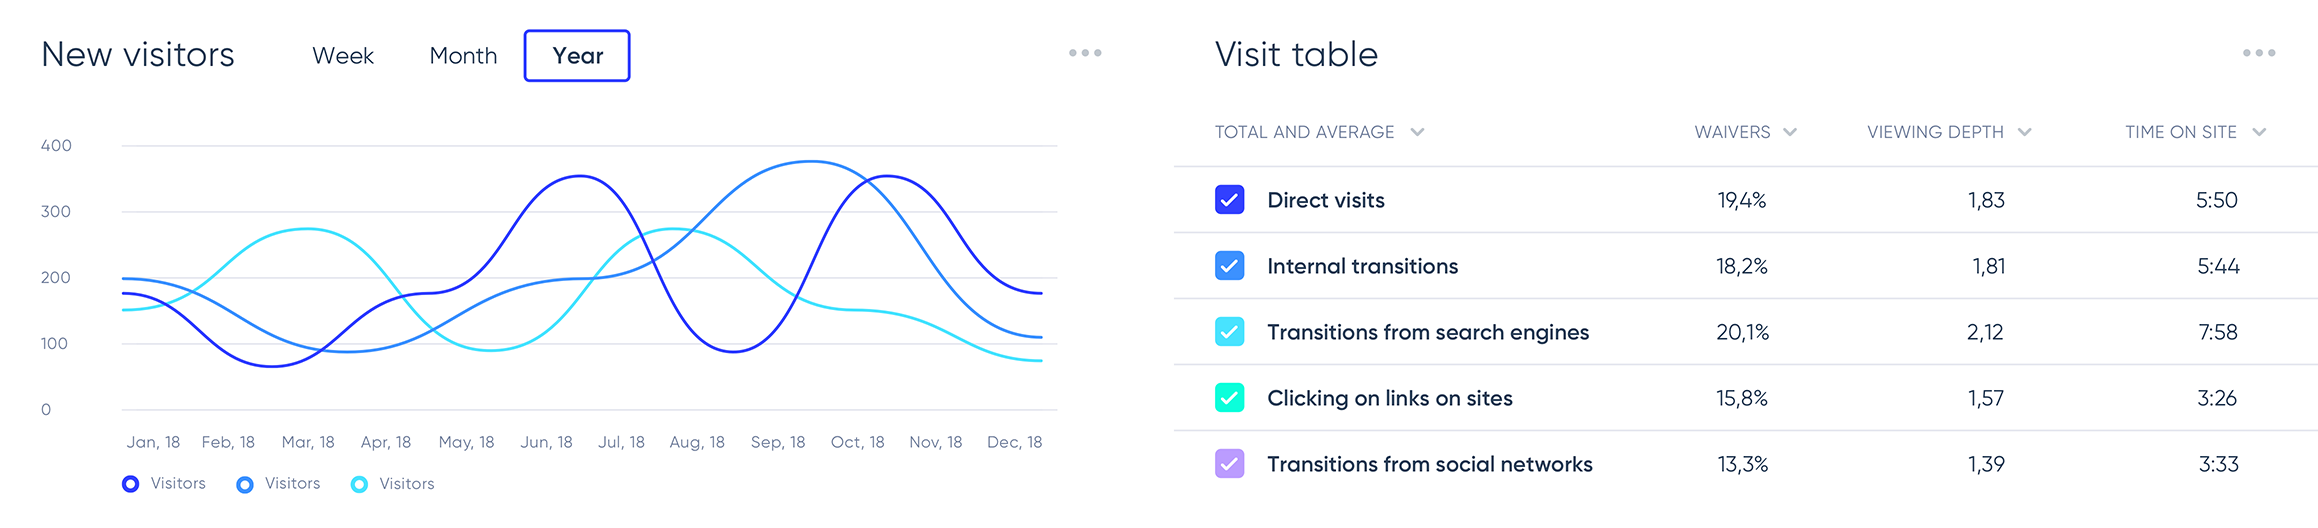 New visitors
Week Month Year
400
300
200
100
0
Jan, 18 Feb, 18 Mar, 18 Apr, 18 May, 18 Jun, 18 Jul, 18 Aug, 18 Sep, 18 Oct, 18 Nov, 18 Dec, 18
Visitors Visitors Visitors
Visit table
TOTAL AND AVERAGE WAIVERS VIEWING DEPTH TIME ON SITE
Direct visits 19,4% 1,83 5:50
Internal transitions 18,2% 1,81 5:44
Transitions from search engines 20,1% 2,12 7:58
Clicking on links on sites 15,8% 1,57 3:26
Transitions from social networks 13,3% 1,39 3:33